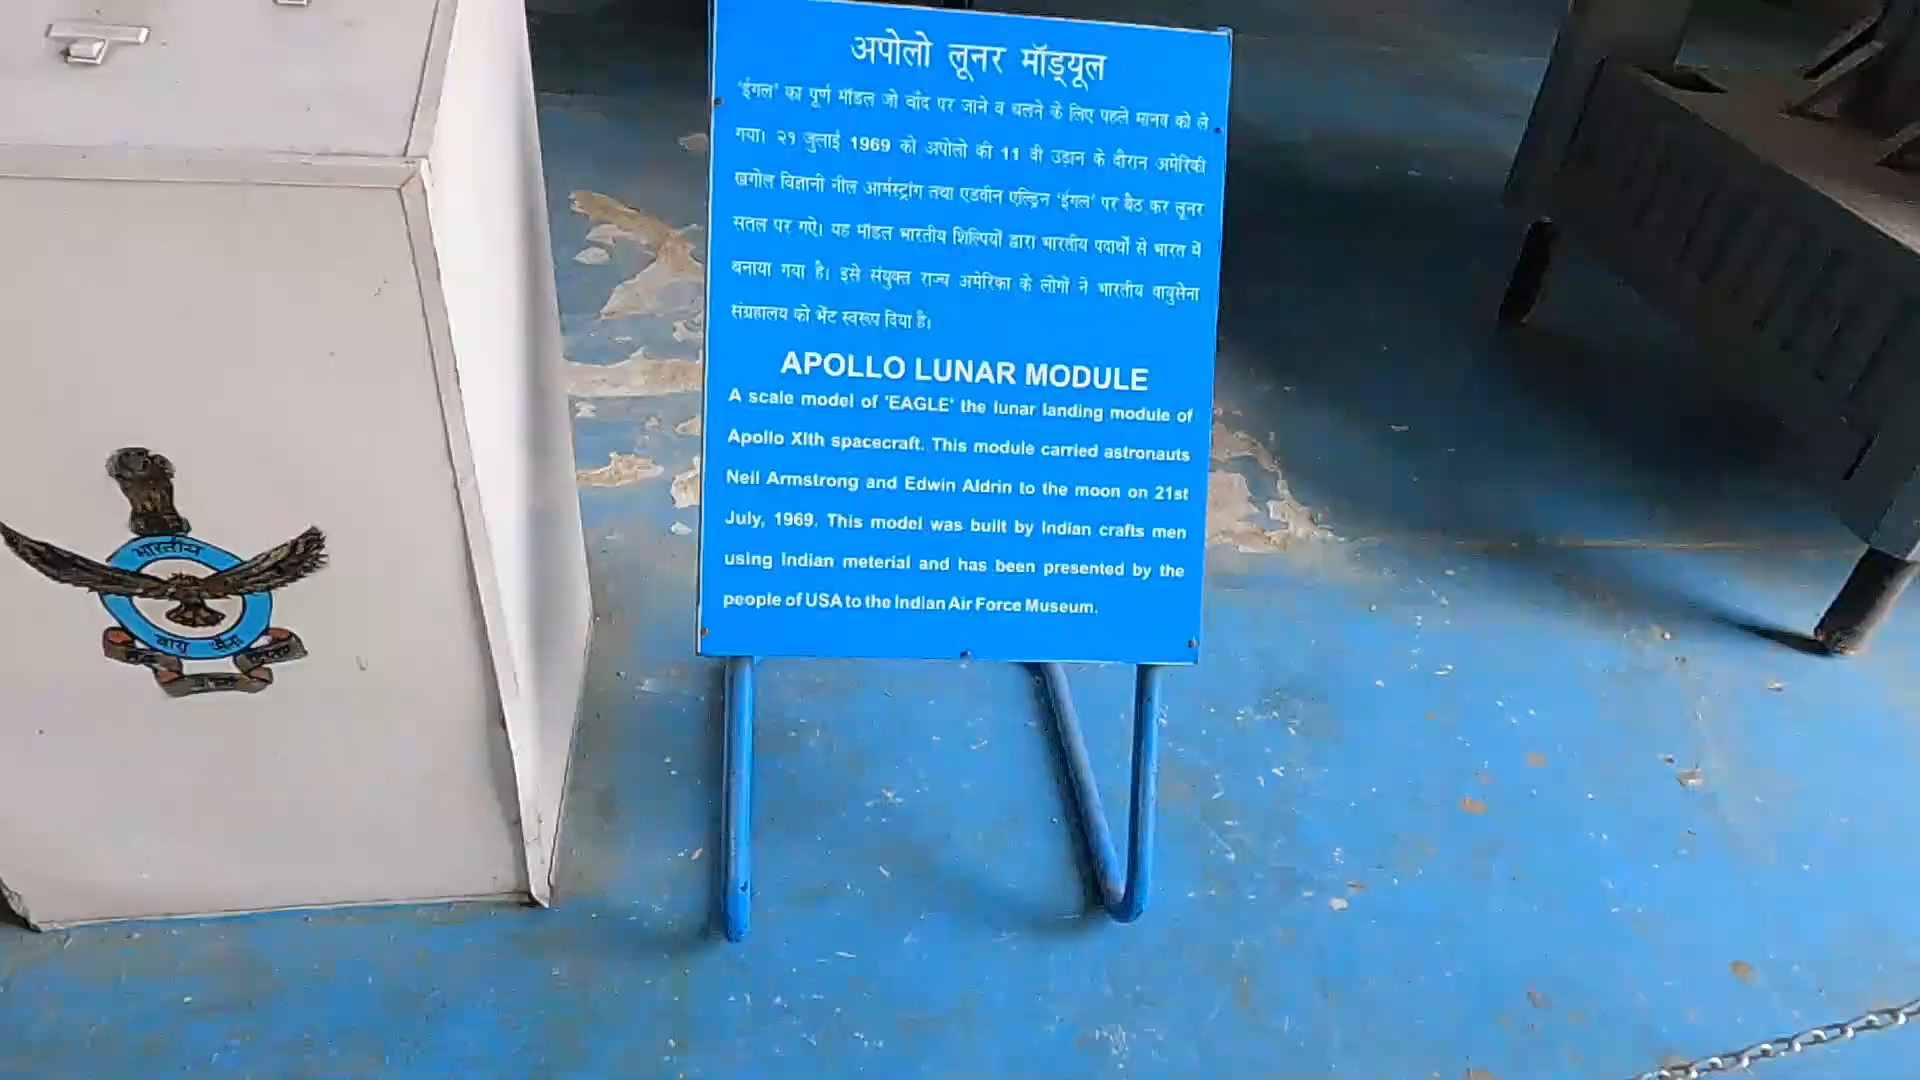 अपोलो लूनर मॉड्यूल
'ईगल' का पूर्ण मॉडल जो चाँद पर जाने व चलने के लिए पहले मानव को ले
गया। २१ जुलाई 1969 को अपोलो की 11 वी उड़ान के दौरान अमेरिकी
खगोल विज्ञानी नील आर्मस्ट्रांग तथा एडवीन एल्ड्रिन 'ईगल' पर बैठ कर लूनर
सतल पर गऐ। यह मॉडल भारतीय शिल्पियों द्वारा भारतीय पदार्थो से भारत में
बनाया गया है। इसे संयुक्त राज्य अमेरिका के लोगों ने भारतीय वायुसेना
संग्रहालय को भेंट स्वरूप दिया है।
APOLLO LUNAR MODULE
A scale model of 'EAGLE' the lunar landing module of
Apollo XIth spacecraft. This module carried astronauts
Neil Armstrong and Edwin Aldrin to the moon on 21st
July, 1969. This model was built by Indian crafts men
using Indian meterial and has been presented by the
people of USA to the Indian Air Force Museum.
भारतीय
वायु सेना